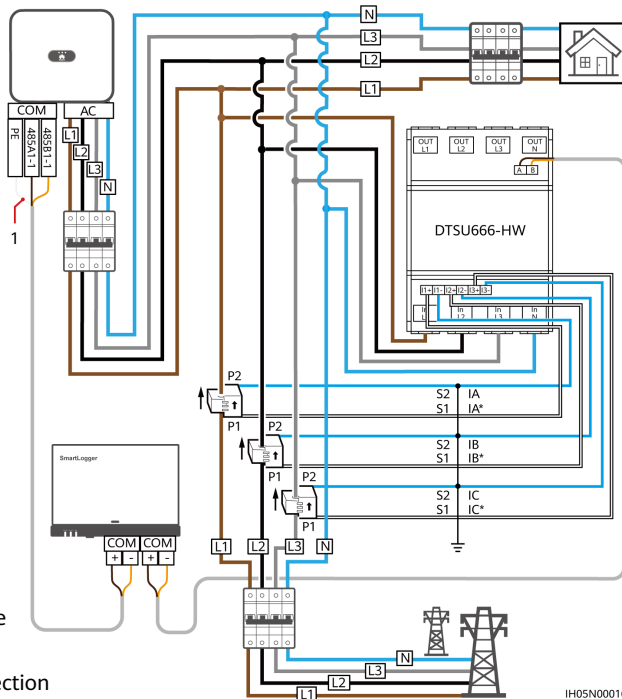 N
L3
L2
L1
COM
AC
PE
485A1-1
485B1-1
L1
L2
L3
N
1
OUT
L1
OUT
L2
OUT
L3
OUT
N
A
B
DTSU666-HW
I1+
I1-
I2+
I2-
I3+
I3-
In
In
L2
In
L3
In
N
P2
P1
S2
IA
S1
IA*
P2
P1
S2
IB
S1
IB*
P2
P1
S2
IC
S1
IC*
SmartLogger
COM
COM
+
-
+
-
L1
L2
L3
N
e
ection
N
L3
L2
L1